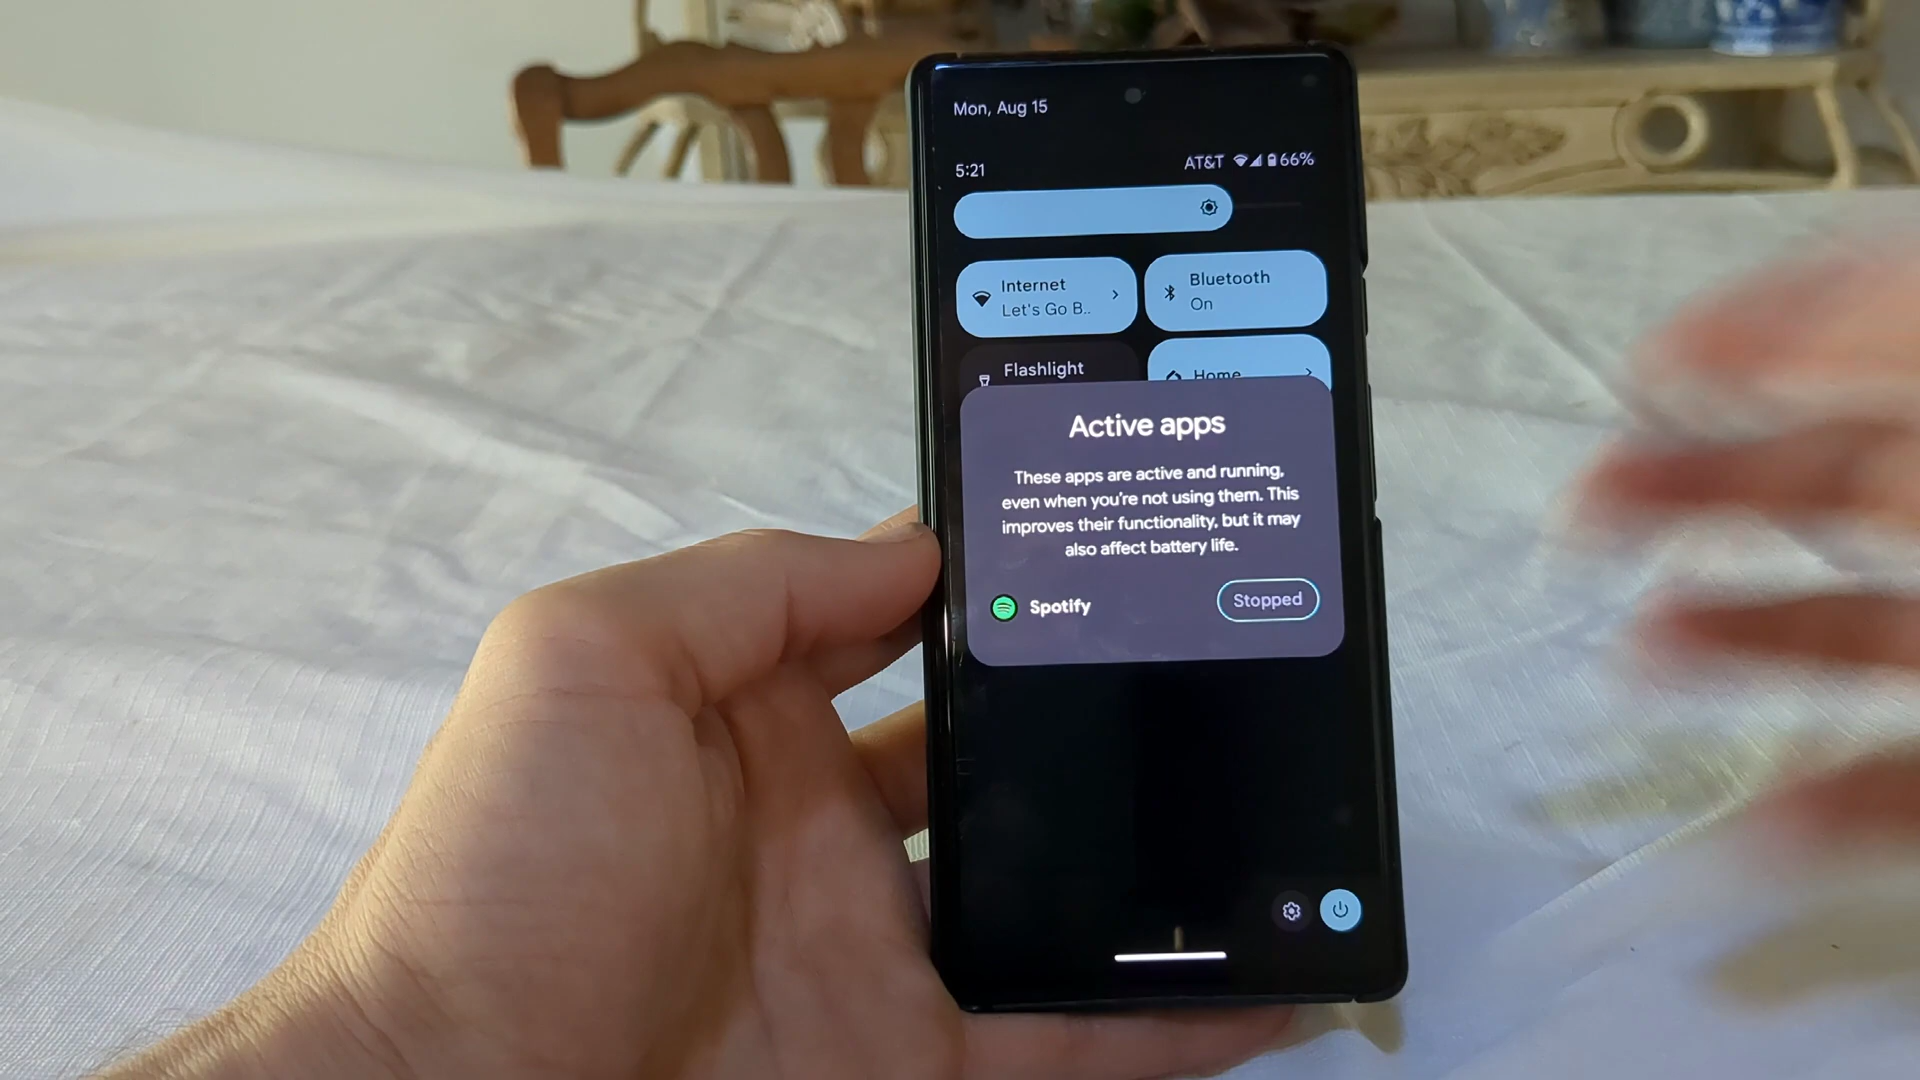 Mon, Aug 15
5:21
AT&T
66%
Internet
Let's Go B..
Bluetooth
On
Flashlight
Home
Active apps
These apps are active and running,
even when you're not using them. This
improves their functionality, but it may
also affect battery life.
Spotify
Stopped